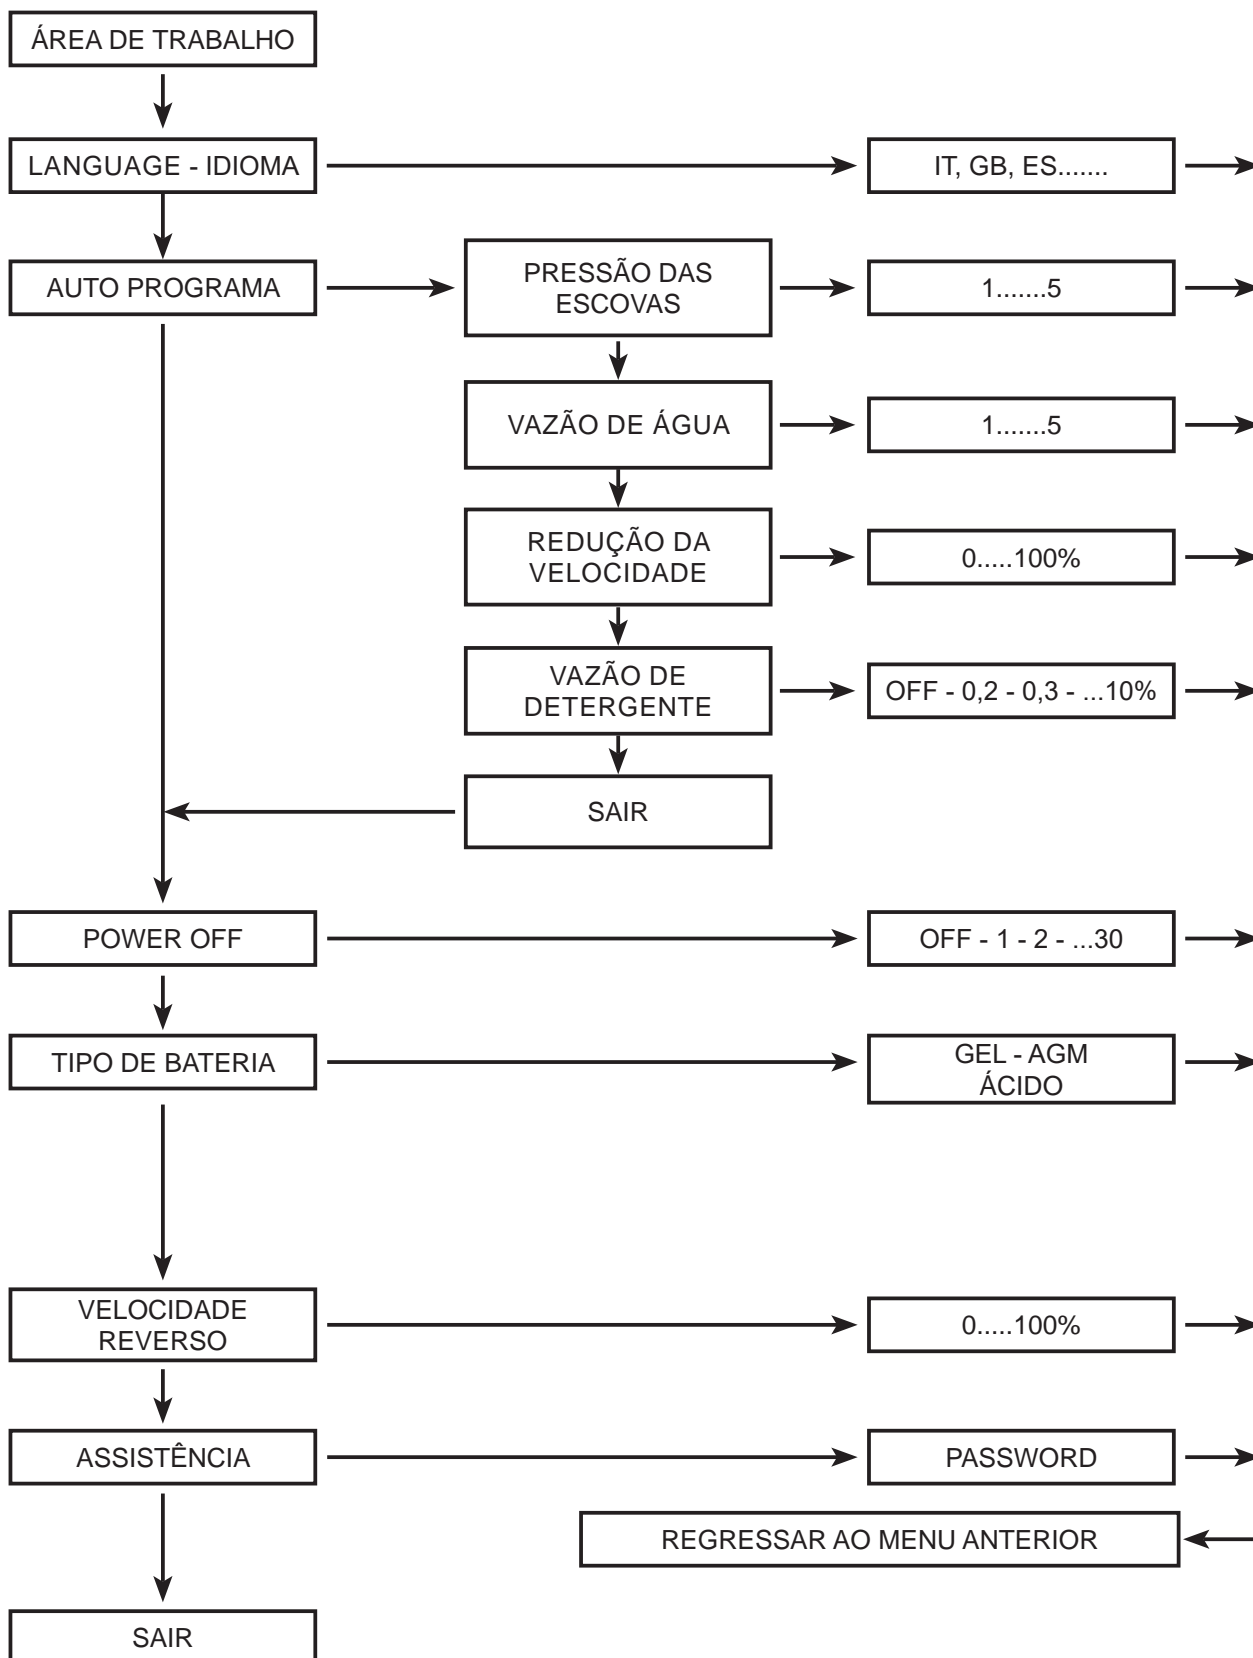 ÁREA DE TRABALHO
LANGUAGE - IDIOMA
IT, GB, ES.......
AUTO PROGRAMA
PRESSÃO DAS
ESCOVAS
1.......5
VAZÃO DE ÁGUA
1.......5
REDUÇÃO DA
VELOCIDADE
0.....100%
VAZÃO DE
DETERGENTE
OFF - 0,2 - 0,3 - ...10%
SAIR
POWER OFF
OFF - 1 - 2 - ...30
TIPO DE BATERIA
GEL - AGM
ÁCIDO
VELOCIDADE
REVERSO
0.....100%
ASSISTÊNCIA
PASSWORD
REGRESSAR AO MENU ANTERIOR
SAIR